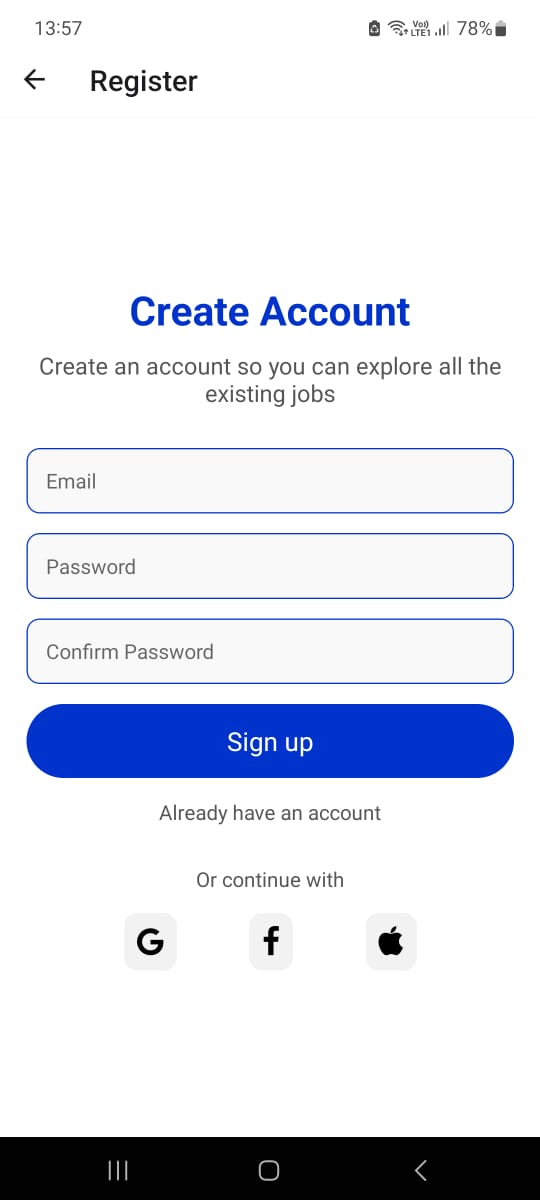 13:57
Vo))
LTE1
78%
Register
Create Account
Create an account so you can explore all the
existing jobs
Email
Password
Confirm Password
Sign up
Already have an account
Or continue with
G
f